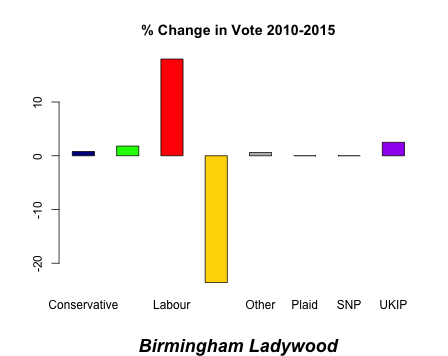 % Change in Vote 2010-2015
10
0
-10
-20
Conservative Labour Other Plaid SNP UKIP
Birmingham Ladywood